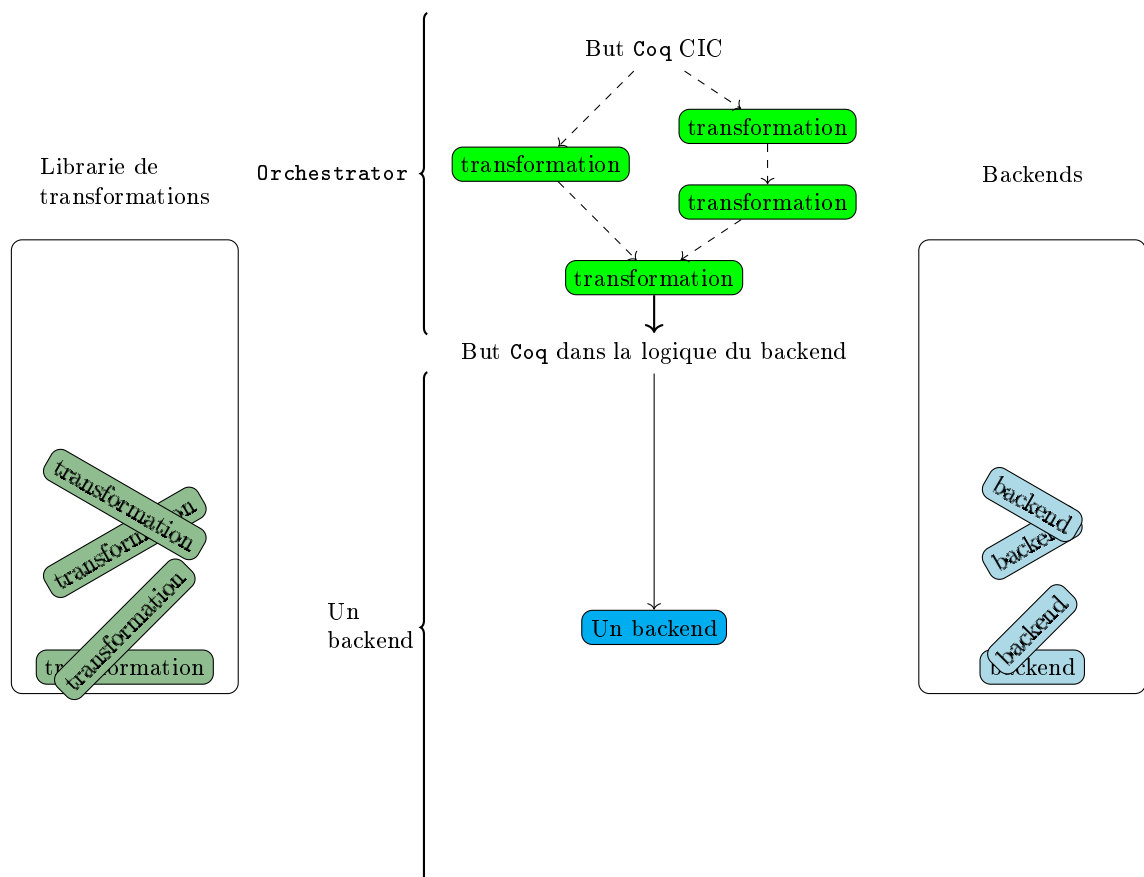 But Coq CIC
transformation
transformation
Librarie de
transformations
Orchestrator
Backends
transformation
transformation
But Coq dans la logique du backend
transformation
transformation
transformation
transformation
Un
backend
Un backend
backend
backend
backend
backend